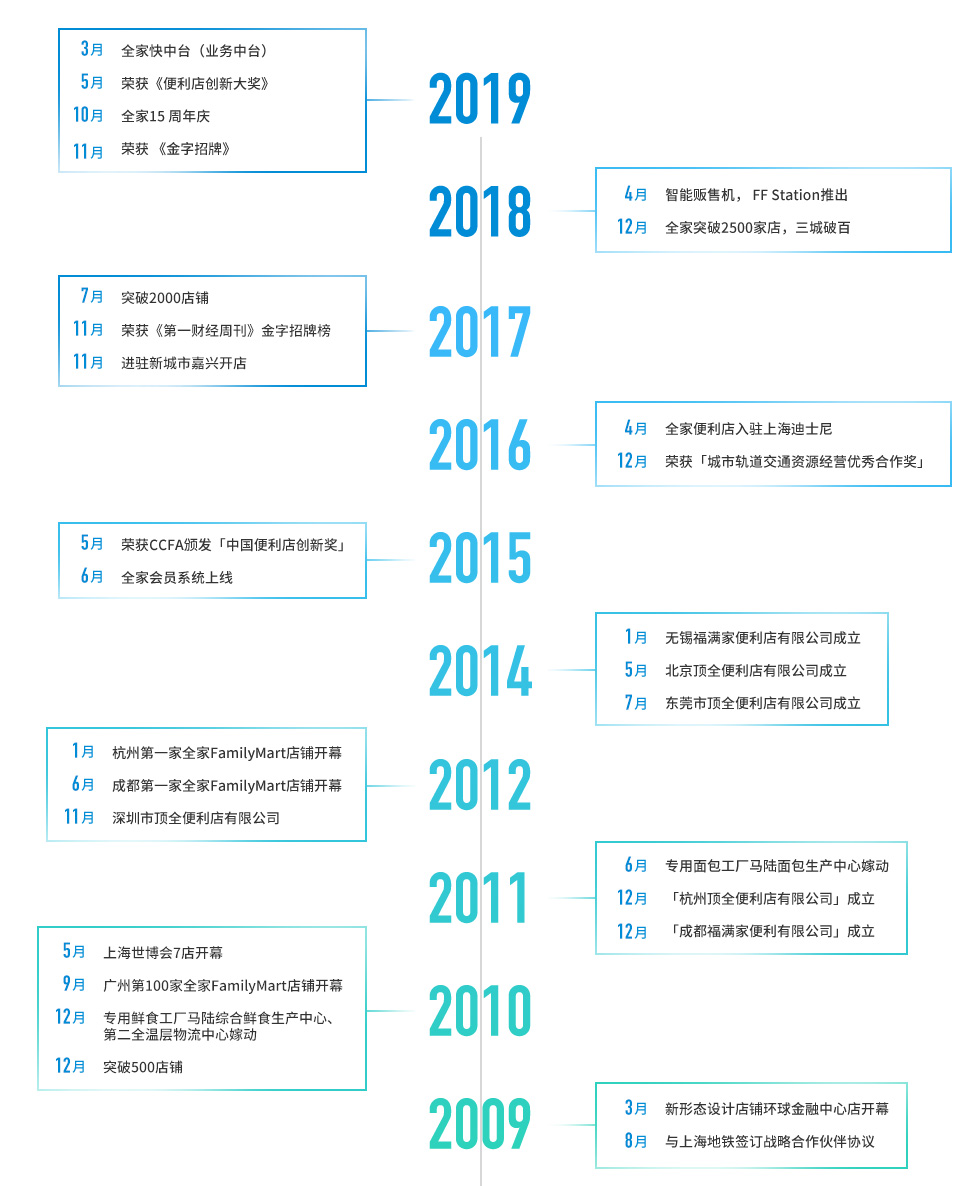 2019
3月 全家快中台（业务中台）
5月 荣获《便利店创新大奖》
10月 全家15 周年庆
11月 荣获 《金字招牌》
2018
4月 智能贩售机， FF Station推出
12月 全家突破2500家店，三城破百
2017
7月 突破2000店铺
11月 荣获《第一财经周刊》金字招牌榜
11月 进驻新城市嘉兴开店
2016
4月 全家便利店入驻上海迪士尼
12月 荣获「城市轨道交通资源经营优秀合作奖」
2015
5月 荣获CCFA颁发「中国便利店创新奖」
6月 全家会员系统上线
2014
1月 无锡福满家便利店有限公司成立
5月 北京顶全便利店有限公司成立
7月 东莞市顶全便利店有限公司成立
2012
1月 杭州第一家全家FamilyMart店铺开幕
6月 成都第一家全家FamilyMart店铺开幕
11月 深圳市顶全便利店有限公司
2011
6月 专用面包工厂马陆面包生产中心嫁动
12月 「杭州顶全便利店有限公司」成立
12月 「成都福满家便利有限公司」成立
2010
5月 上海世博会7店开幕
9月 广州第100家全家FamilyMart店铺开幕
12月 专用鲜食工厂马陆综合鲜食生产中心、
第二全温层物流中心嫁动
12月 突破500店铺
2009
3月 新形态设计店铺环球金融中心店开幕
8月 与上海地铁签订战略合作伙伴协议